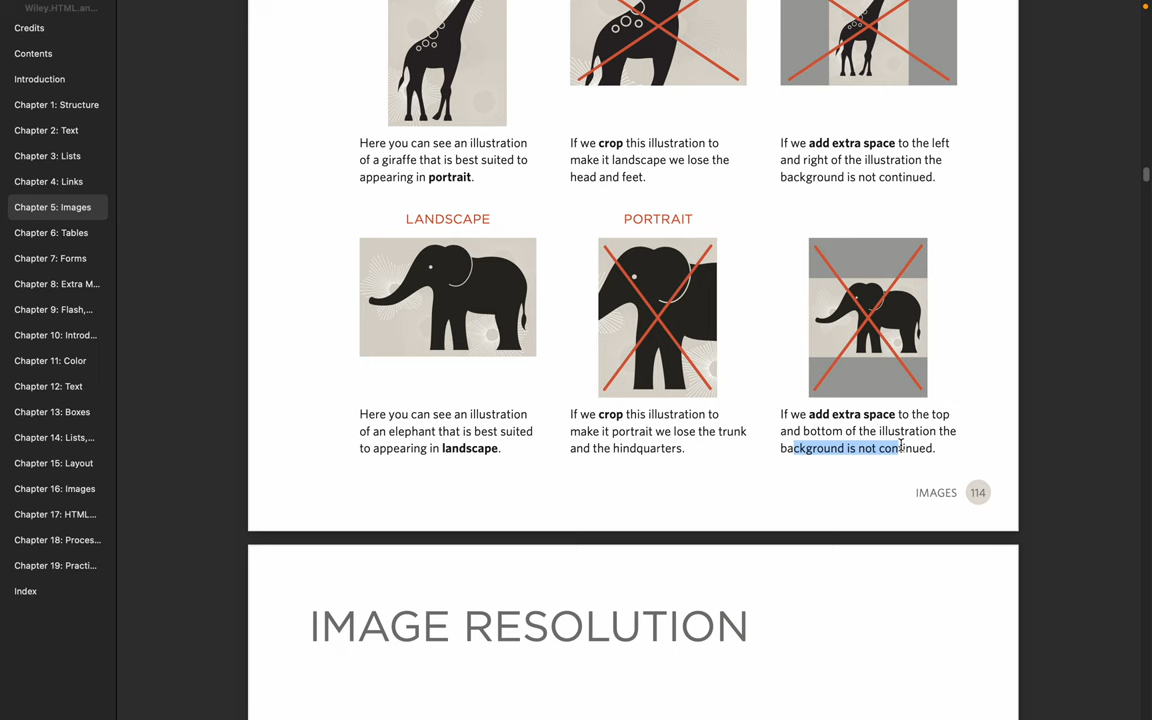 Wiley.HTML.an...
Credits
Contents
Introduction
Chapter 1: Structure
Chapter 2: Text
Chapter 3: Lists
Chapter 4: Links
Chapter 5: Images
Chapter 6: Tables
Chapter 7: Forms
Chapter 8: Extra M...
Chapter 9: Flash,...
Chapter 10: Introd...
Chapter 11: Color
Chapter 12: Text
Chapter 13: Boxes
Chapter 14: Lists,...
Chapter 15: Layout
Chapter 16: Images
Chapter 17: HTML...
Chapter 18: Proces...
Chapter 19: Practi...
Index
Here you can see an illustration
of a giraffe that is best suited to
appearing in portrait.
If we crop this illustration to
make it landscape we lose the
head and feet.
If we add extra space to the left
and right of the illustration the
background is not continued.
LANDSCAPE
PORTRAIT
Here you can see an illustration
of an elephant that is best suited
to appearing in landscape.
If we crop this illustration to
make it portrait we lose the trunk
and the hindquarters.
If we add extra space to the top
and bottom of the illustration the
background is not continued.
IMAGES 114
IMAGE RESOLUTION